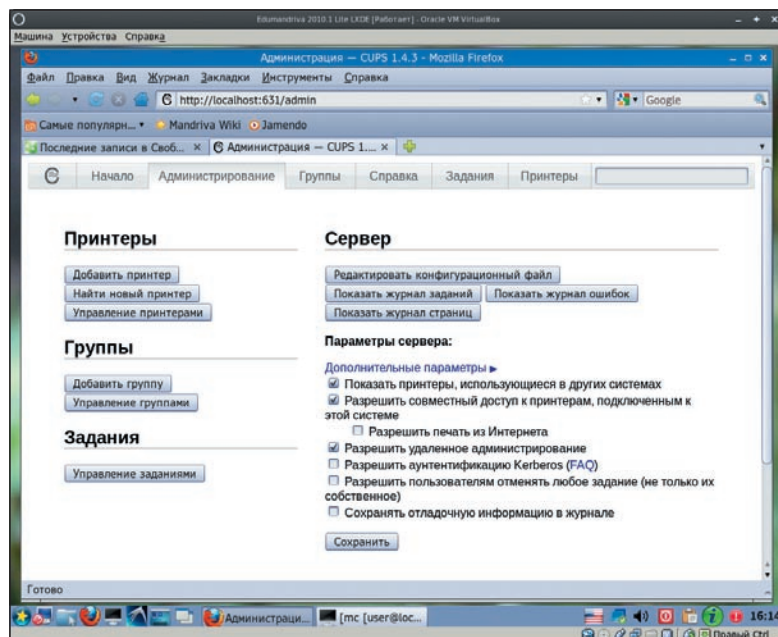 Edumandriva 2010.1 Lite LXDE [Работает] - Oracle VM VirtualBox
Машина Устройства Справка
Администрация — CUPS 1.4.3 - Mozilla Firefox
Файл Правка Вид Журнал Закладки Инструменты Справка
http://localhost:631/admin
Google
Самые популярн... Mandriva Wiki Jamendo
Последние записи в Своб... Администрация — CUPS 1....
Начало Администрирование Группы Справка Задания Принтеры
Принтеры
Добавить принтер
Найти новый принтер
Управление принтерами
Группы
Добавить группу
Управление группами
Задания
Управление заданиями
Сервер
Редактировать конфигурационный файл
Показать журнал заданий Показать журнал ошибок
Показать журнал страниц
Параметры сервера:
Дополнительные параметры
Показать принтеры, использующиеся в других системах
Разрешить совместный доступ к принтерам, подключенным к
этой системе
Разрешить печать из Интернета
Разрешить удаленное администрирование
Разрешить аунтентификацию Kerberos (FAQ)
Разрешить пользователям отменять любое задание (не только их
собственное)
Сохранять отладочную информацию в журнале
Сохранить
Готово
Администраци... [mc [user@loc... 16:14
Правый Ctrl